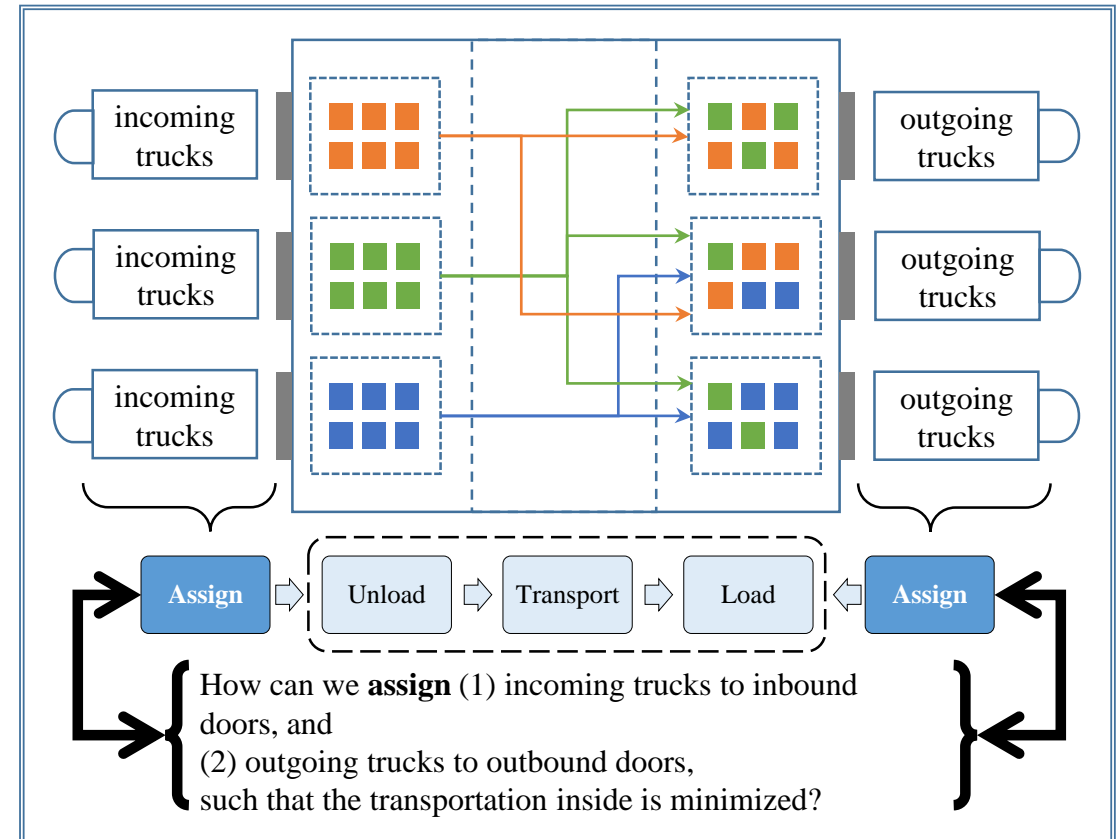 incoming
trucks
outgoing
trucks
incoming
trucks
outgoing
trucks
incoming
trucks
outgoing
trucks
Assign
Unload
Transport
Load
Assign
How can we assign (1) incoming trucks to inbound
doors, and
(2) outgoing trucks to outbound doors,
such that the transportation inside is minimized?